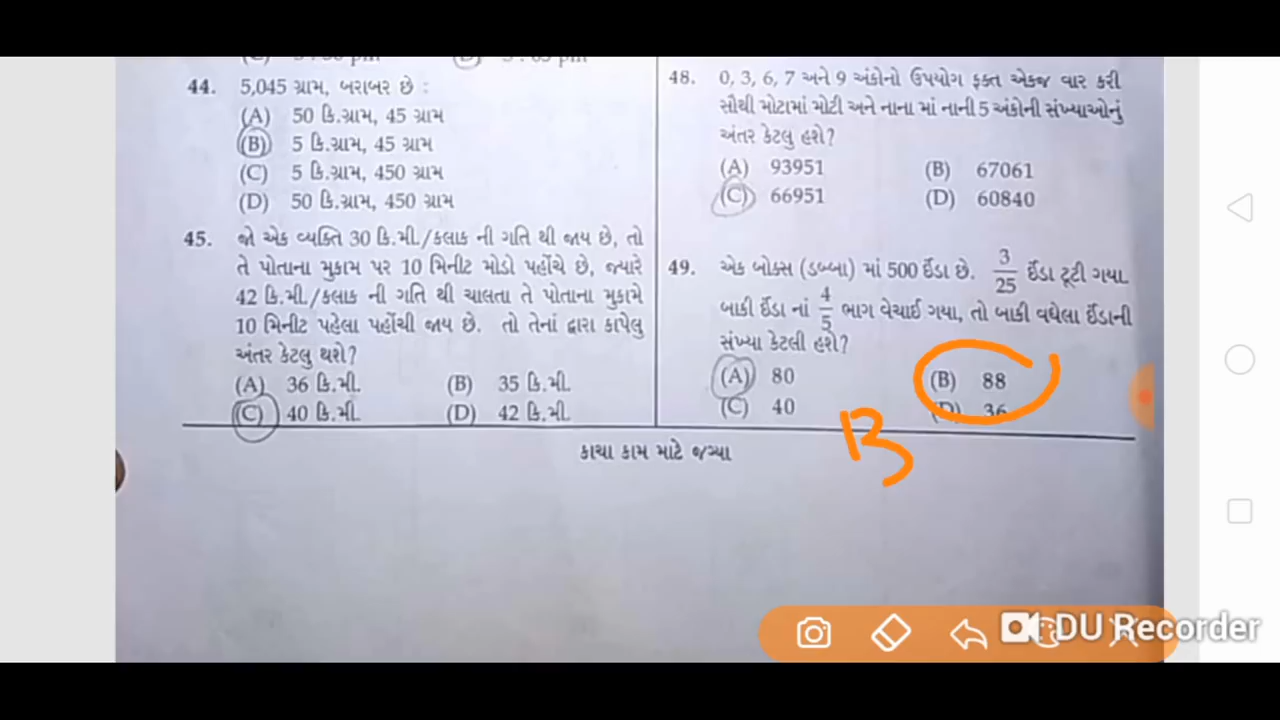 44. 5,045 ગ્રામ, બરાબર છે :
(A) 50 કિ.ગ્રામ, 45 ગ્રામ
(B) 5 કિ.ગ્રામ, 45 ગ્રામ
(C) 5 કિ.ગ્રામ, 450 ગ્રામ
(D) 50 કિ.ગ્રામ, 450 ગ્રામ
45. જો એક વ્યક્તિ 30 કિ.મી./કલાક ની ગતિ થી જાય છે, તો
તે પોતાના મુકામ પર 10 મિનીટ મોડો પહોંચે છે, જ્યારે
42 કિ.મી./કલાક ની ગતિ થી ચાલતા તે પોતાના મુકામે
10 મિનીટ પહેલા પહોંચી જાય છે. તો તેનાં દ્વારા કાપેલુ
અંતર કેટલુ થશે?
(A) 36 કિ.મી. (B) 35 કિ.મી.
(C) 40 કિ.મી. (D) 42 કિ.મી.
48. 0, 3, 6, 7 અને 9 અંકોનો ઉપયોગ ફક્ત એકજ વાર કરી
સૌથી મોટામાં મોટી અને નાના માં નાની 5 અંકોની સંખ્યાઓનું
અંતર કેટલુ હશે?
(A) 93951 (B) 67061
(C) 66951 (D) 60840
49. એક બોક્સ (ડબ્બા) માં 500 ઈંડા છે. 3/25 ઈંડા ટૂટી ગયા.
બાકી ઈંડા નાં 4/5 ભાગ વેચાઈ ગયા, તો બાકી વધેલા ઈંડાની
સંખ્યા કેટલી હશે?
(A) 80 (B) 88
(C) 40 (D) 36
B
કાચા કામ માટે જગ્યા
DU Recorder